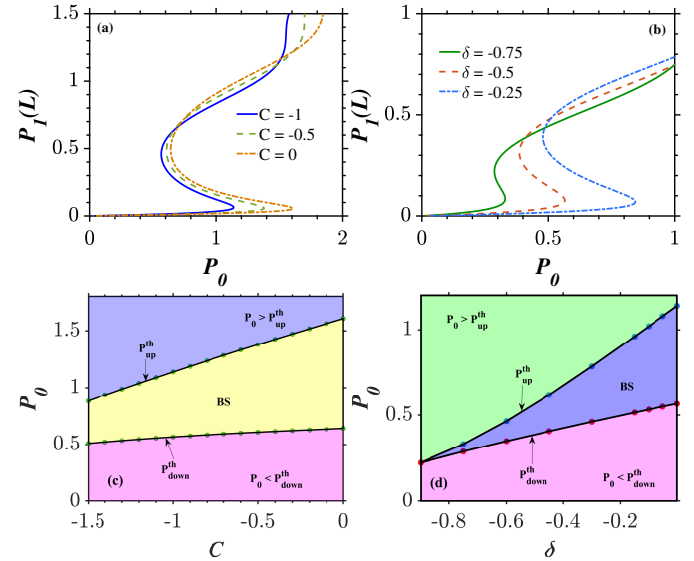 (a)
1.5
1
0.5
0
P1(L)
C = -1
C = -0.5
C = 0
0
1
2
P0
(b)
1
0.5
0
P1(L)
δ = -0.75
δ = -0.5
δ = -0.25
0
0.5
1
P0
1.5
1
0.5
0
P0
P0 > Pthup
Pthup
BS
Pthdown
P0 < Pthdown
(c)
-1.5
-1
-0.5
0
C
1
0.5
0
P0
P0 > Pthup
Pthup
BS
Pthdown
P0 < Pthdown
(d)
-0.8
-0.6
-0.4
-0.2
δ